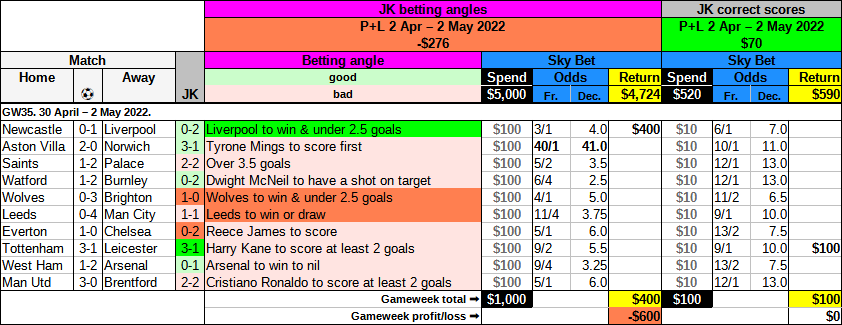 JK betting angles JK correct scores
P+L 2 Apr – 2 May 2022 P+L 2 Apr – 2 May 2022
-$276 $70
Match Betting angle Sky Bet Sky Bet
Home Away JK good Spend Odds Return Spend Odds Return
bad $5,000 Fr. Dec. $4,724 $520 Fr. Dec. $590
GW35. 30 April – 2 May 2022.
Newcastle 0-1 Liverpool 0-2 Liverpool to win & under 2.5 goals $100 3/1 4.0 $400 $10 6/1 7.0
Aston Villa 2-0 Norwich 3-1 Tyrone Mings to score first $100 40/1 41.0 $10 10/1 11.0
Saints 1-2 Palace 2-2 Over 3.5 goals $100 5/2 3.5 $10 12/1 13.0
Watford 1-2 Burnley 0-2 Dwight McNeil to have a shot on target $100 6/4 2.5 $10 12/1 13.0
Wolves 0-3 Brighton 1-0 Wolves to win & under 2.5 goals $100 4/1 5.0 $10 11/2 6.5
Leeds 0-4 Man City 1-1 Leeds to win or draw $100 11/4 3.75 $10 9/1 10.0
Everton 1-0 Chelsea 0-2 Reece James to score $100 5/1 6.0 $10 13/2 7.5
Tottenham 3-1 Leicester 3-1 Harry Kane to score at least 2 goals $100 9/2 5.5 $10 9/1 10.0 $100
West Ham 1-2 Arsenal 0-1 Arsenal to win to nil $100 9/4 3.25 $10 13/2 7.5
Man Utd 3-0 Brentford 2-2 Cristiano Ronaldo to score at least 2 goals $100 5/1 6.0 $10 12/1 13.0
Gameweek total ➡ $1,000 $400 $100 $100
Gameweek profit/loss ➡ -$600 $0